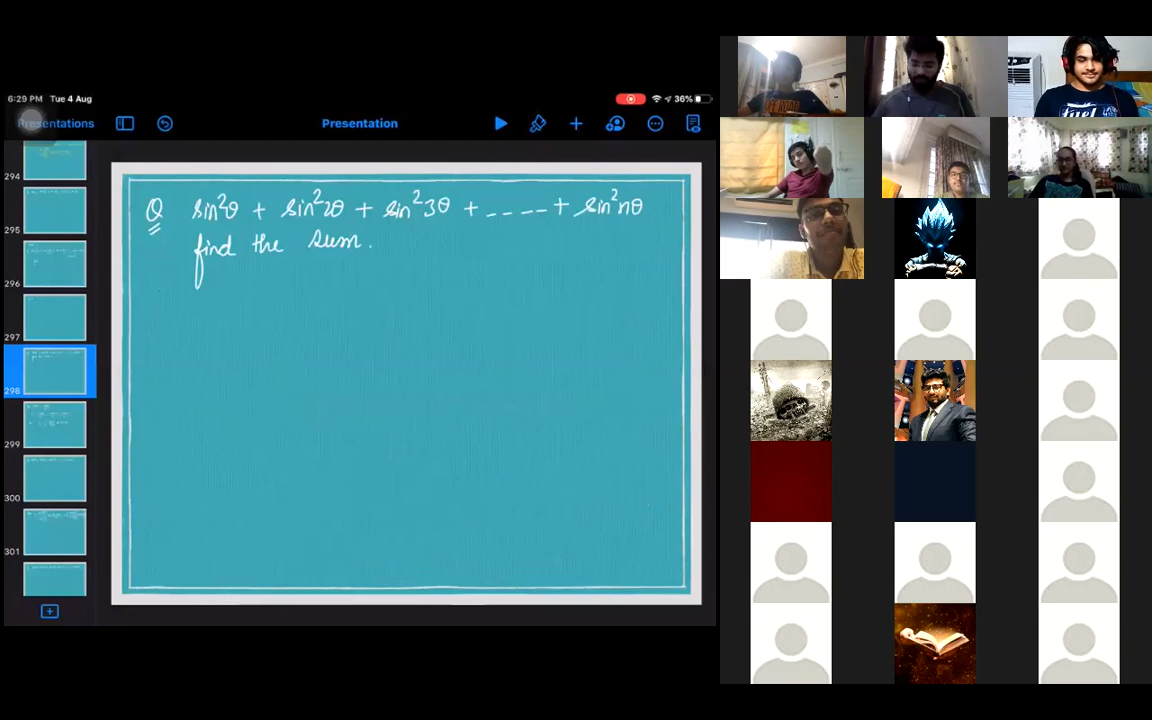 6:29 PM Tue 4 Aug
36%
Presentations
Presentation
294
295
296
297
298
299
300
301
Q sin²θ + sin²2θ + sin²3θ + ---- + sin²nθ
find the sum.
fuel